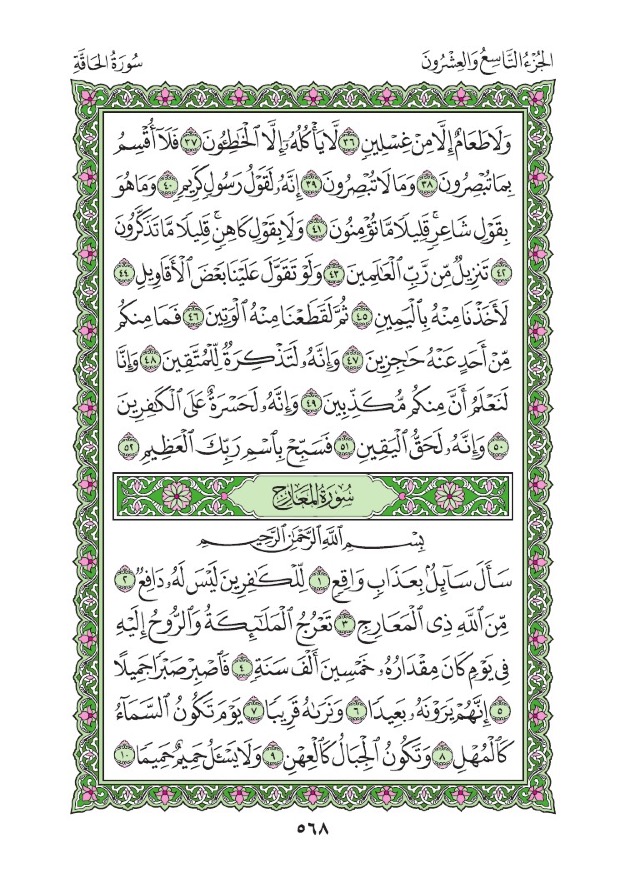 الجُزْءُ التَّاسِعُ وَالعِشْرُونَ
سُورَةُ الحَاقَّةِ
وَلَا طَعَامٌ إِلَّا مِنْ غِسْلِينٍ ٣٦ لَّا يَأْكُلُهُۥٓ إِلَّا ٱلْخَٰطِـُٔونَ ٣٧ فَلَآ أُقْسِمُ
بِمَا تُبْصِرُونَ ٣٨ وَمَا لَا تُبْصِرُونَ ٣٩ إِنَّهُۥ لَقَوْلُ رَسُولٍ كَرِيمٍ ٤٠ وَمَا هُوَ
بِقَوْلِ شَاعِرٍۚ قَلِيلًا مَّا تُؤْمِنُونَ ٤١ وَلَا بِقَوْلِ كَاهِنٍۚ قَلِيلًا مَّا تَذَكَّرُونَ
٤٢ تَنزِيلٌ مِّن رَّبِّ ٱلْعَٰلَمِينَ ٤٣ وَلَوْ تَقَوَّلَ عَلَيْنَا بَعْضَ ٱلْأَقَاوِيلِ ٤٤
لَأَخَذْنَا مِنْهُ بِٱلْيَمِينِ ٤٥ ثُمَّ لَقَطَعْنَا مِنْهُ ٱلْوَتِينَ ٤٦ فَمَا مِنكُم
مِّنْ أَحَدٍ عَنْهُ حَٰجِزِينَ ٤٧ وَإِنَّهُۥ لَتَذْكِرَةٌ لِّلْمُتَّقِينَ ٤٨ وَإِنَّا
لَنَعْلَمُ أَنَّ مِنكُم مُّكَذِّبِينَ ٤٩ وَإِنَّهُۥ لَحَسْرَةٌ عَلَى ٱلْكَٰفِرِينَ
٥٠ وَإِنَّهُۥ لَحَقُّ ٱلْيَقِينِ ٥١ فَسَبِّحْ بِٱسْمِ رَبِّكَ ٱلْعَظِيمِ ٥٢
سُورَةُ المَعَارِجِ
بِسْمِ ٱللَّهِ ٱلرَّحْمَٰنِ ٱلرَّحِيمِ
سَأَلَ سَآئِلٌۢ بِعَذَابٍ وَاقِعٍ ١ لِّلْكَٰفِرِينَ لَيْسَ لَهُۥ دَافِعٌ ٢
مِّنَ ٱللَّهِ ذِى ٱلْمَعَارِجِ ٣ تَعْرُجُ ٱلْمَلَٰٓئِكَةُ وَٱلرُّوحُ إِلَيْهِ
فِى يَوْمٍ كَانَ مِقْدَارُهُۥ خَمْسِينَ أَلْفَ سَنَةٍ ٤ فَٱصْبِرْ صَبْرًا جَمِيلًا
٥ إِنَّهُمْ يَرَوْنَهُۥ بَعِيدًا ٦ وَنَرَىٰهُ قَرِيبًا ٧ يَوْمَ تَكُونُ ٱلسَّمَآءُ
كَٱلْمُهْلِ ٨ وَتَكُونُ ٱلْجِبَالُ كَٱلْعِهْنِ ٩ وَلَا يَسْـَٔلُ حَمِيمٌ حَمِيمًا ١٠
٥٦٨